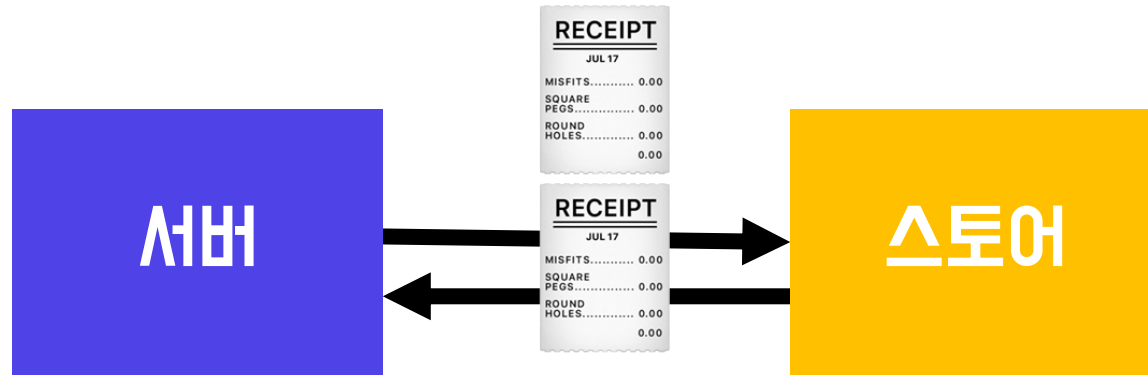 RECEIPT
JUL 17
MISFITS........... 0.00
SQUARE
PEGS............... 0.00
ROUND
HOLES............. 0.00
0.00
서버
스토어
RECEIPT
JUL 17
MISFITS........... 0.00
SQUARE
PEGS............... 0.00
ROUND
HOLES............. 0.00
0.00